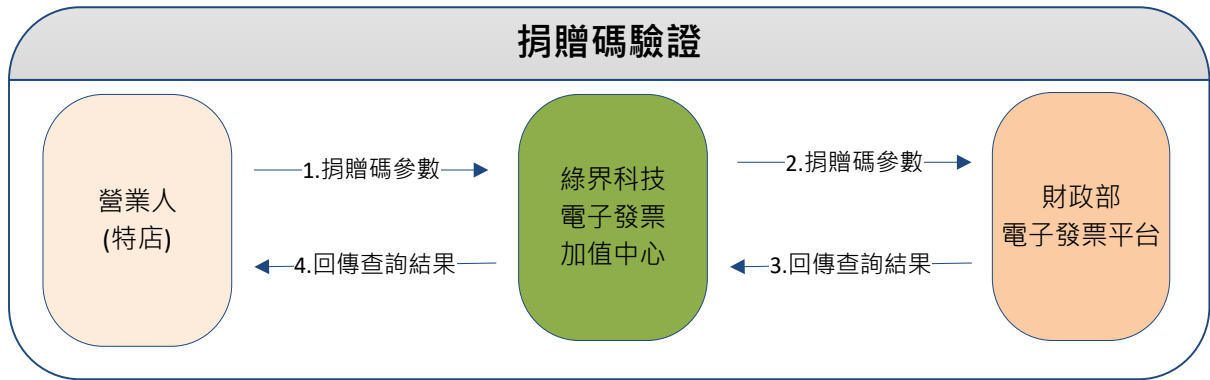 捐贈碼驗證
營業人
(特店)
1.捐贈碼參數
4.回傳查詢結果
綠界科技
電子發票
加值中心
2.捐贈碼參數
3.回傳查詢結果
財政部
電子發票平台